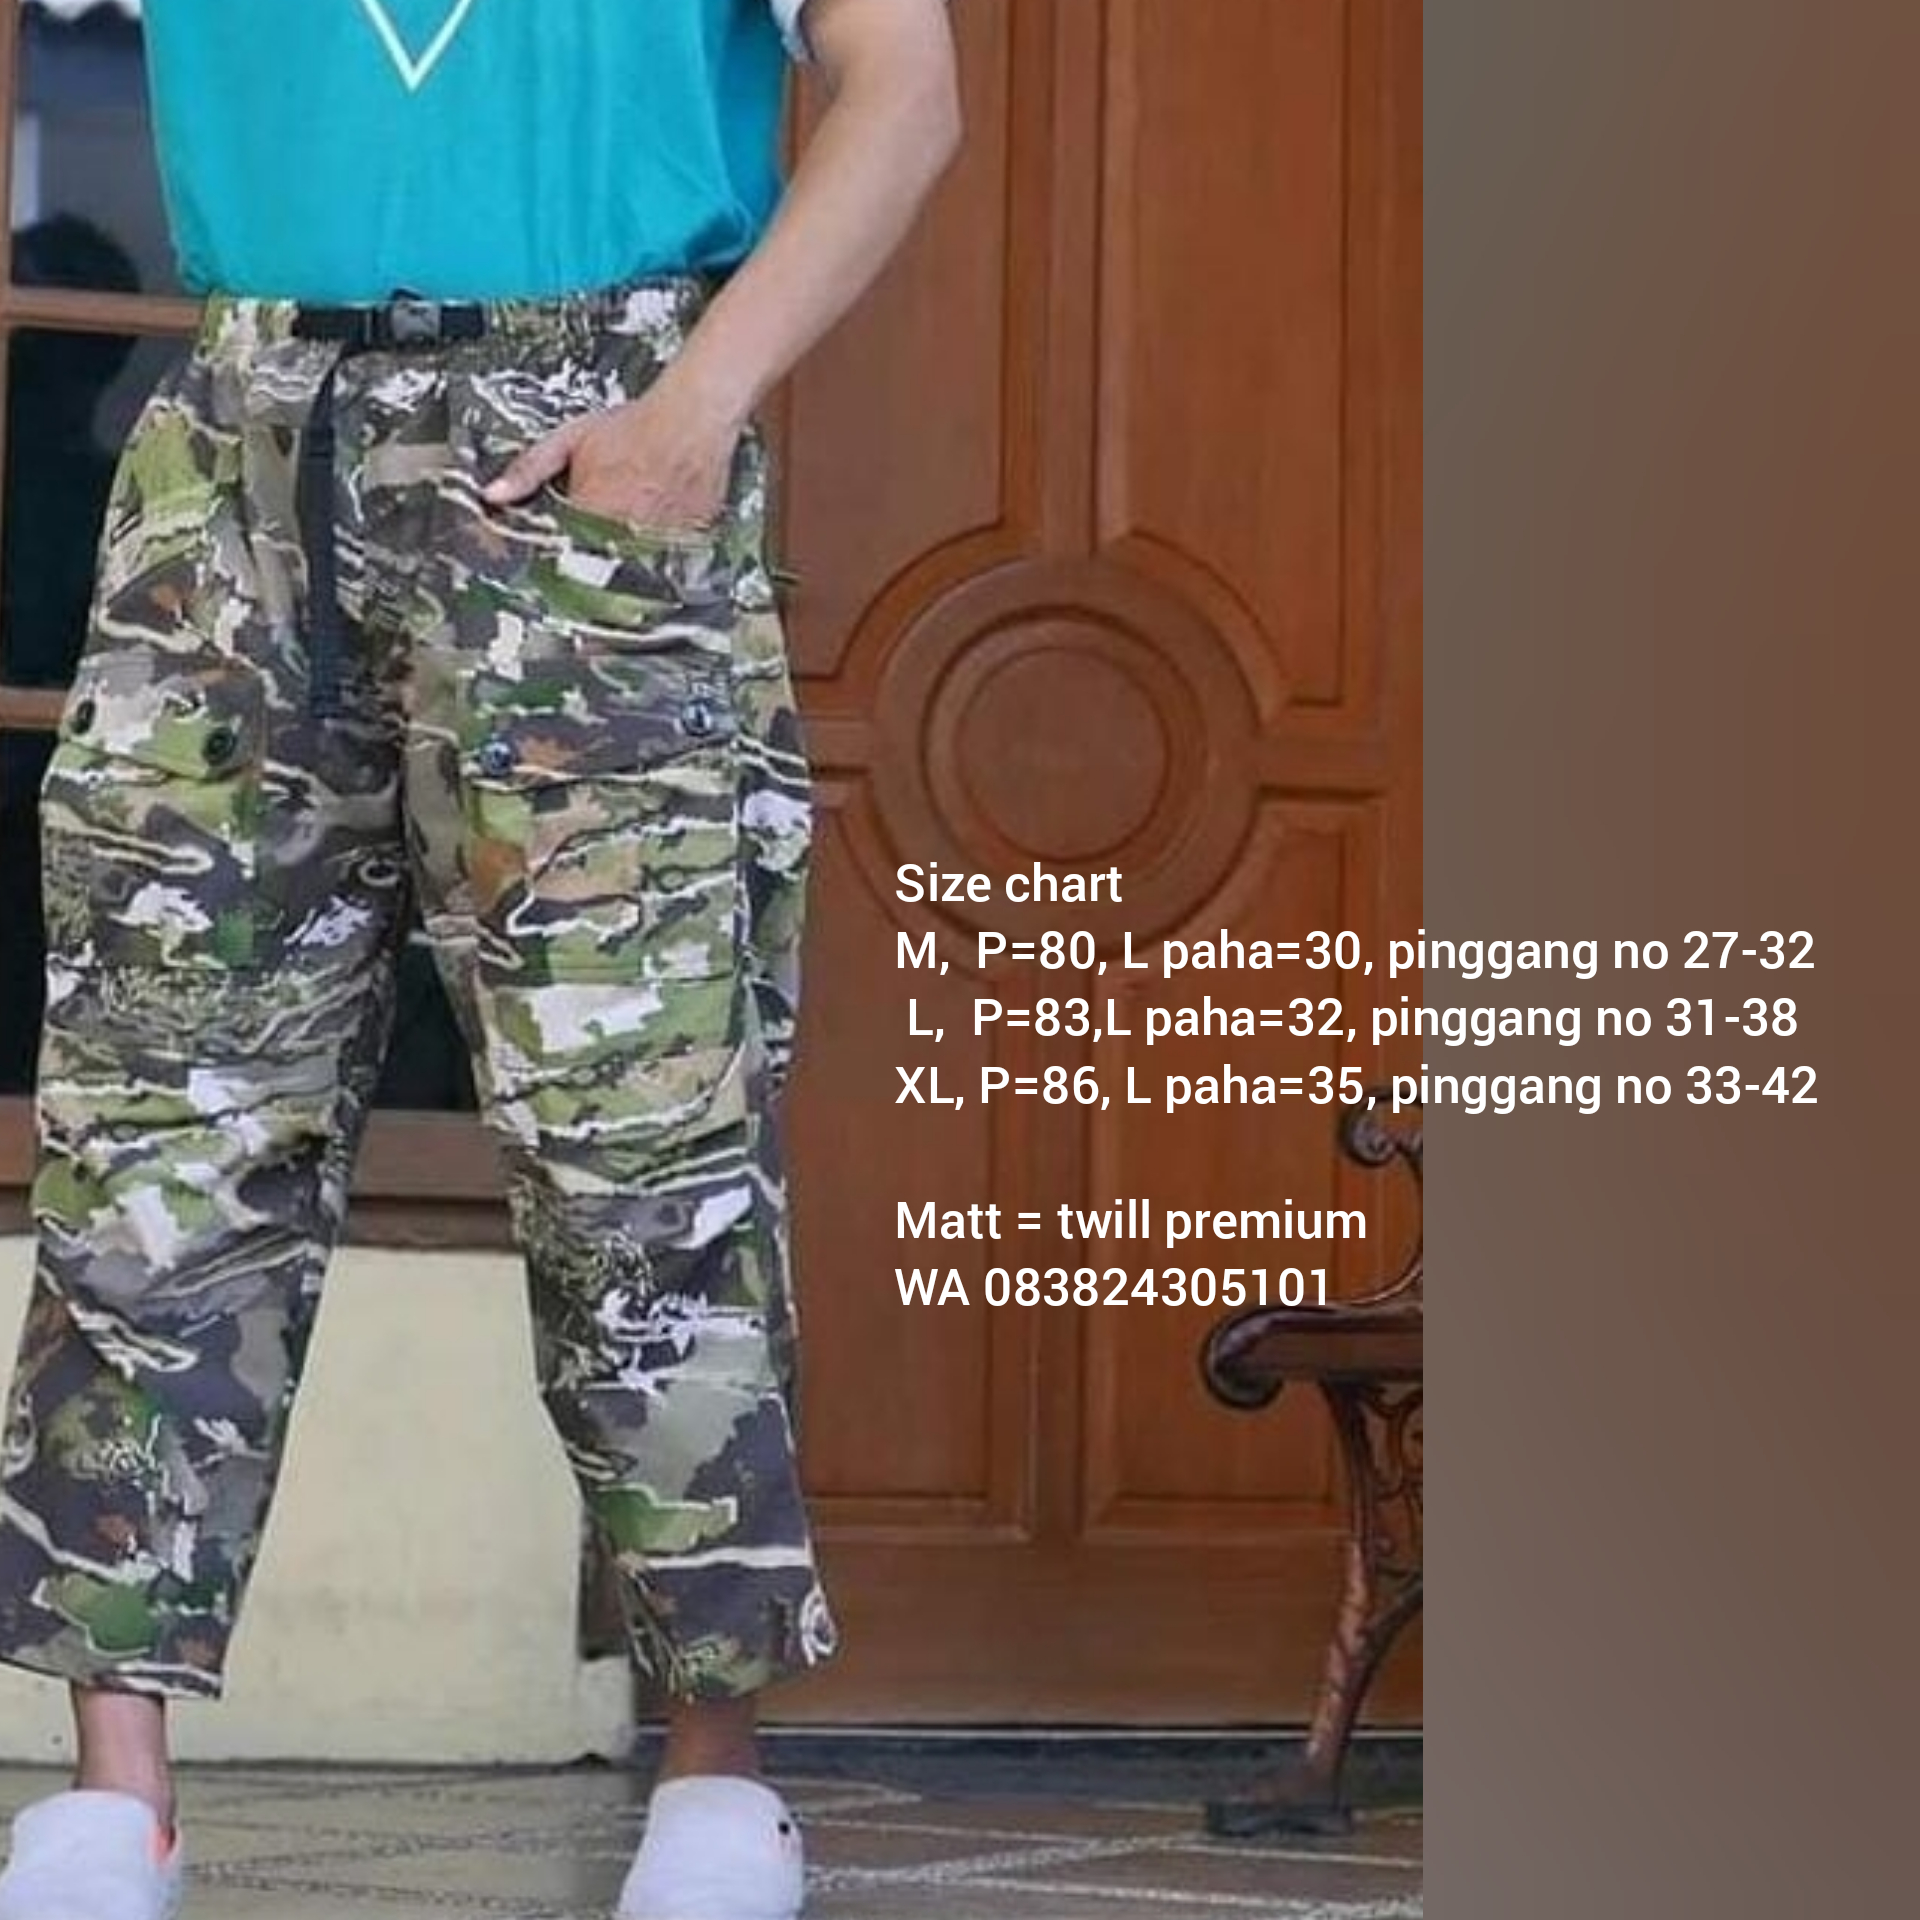 Size chart
M,  P=80, L paha=30, pinggang no 27-32
L,  P=83,L paha=32, pinggang no 31-38
XL, P=86, L paha=35, pinggang no 33-42
Matt = twill premium
WA 083824305101